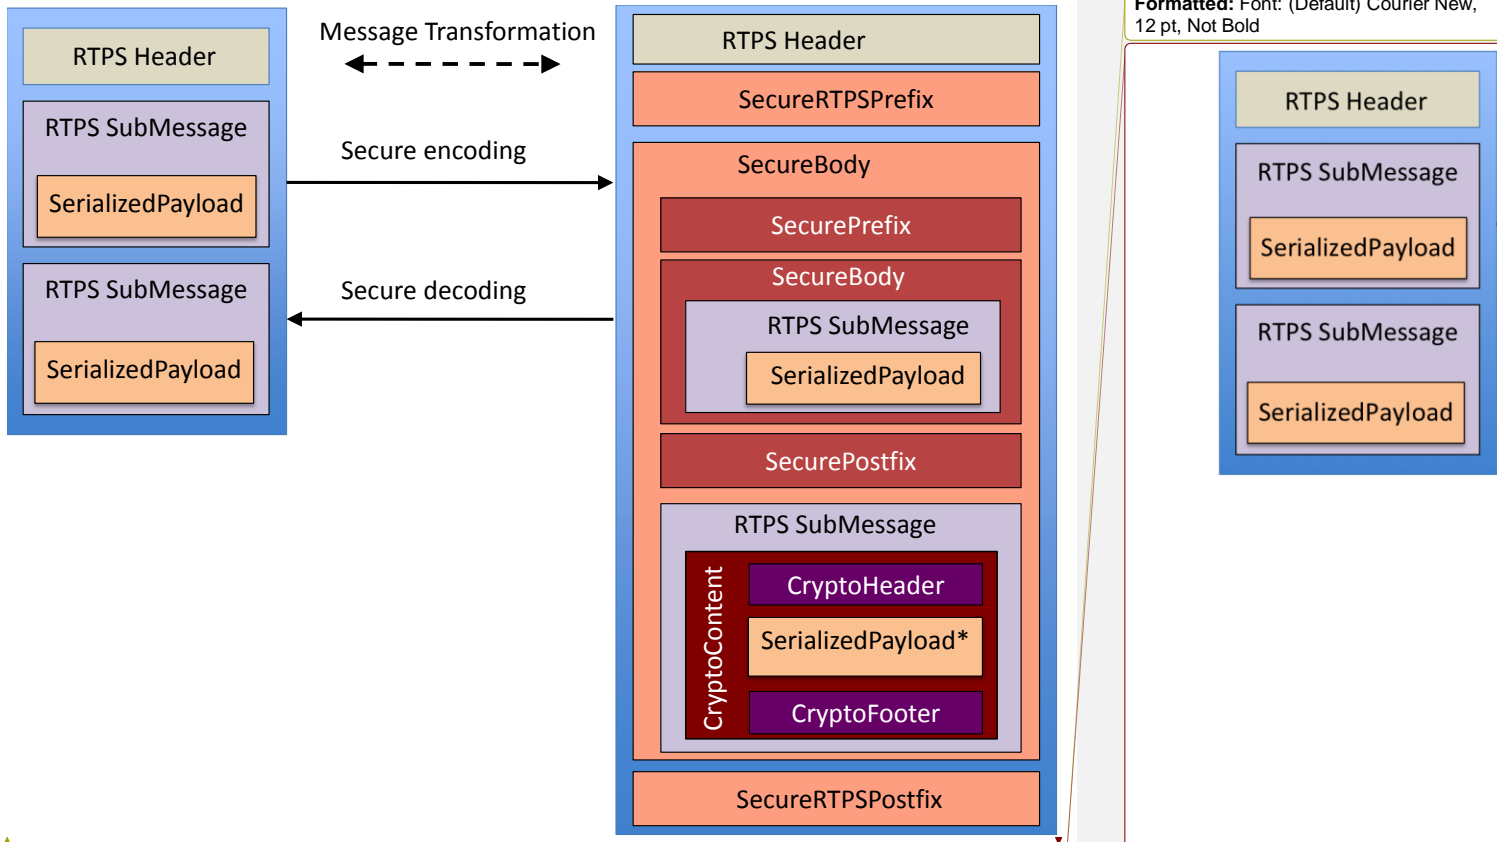 RTPS Header
RTPS SubMessage
SerializedPayload
RTPS SubMessage
SerializedPayload
Message Transformation
Secure encoding
Secure decoding
RTPS Header
SecureRTPSPrefix
SecureBody
SecurePrefix
SecureBody
RTPS SubMessage
SerializedPayload
SecurePostfix
RTPS SubMessage
CryptoContent
CryptoHeader
SerializedPayload*
CryptoFooter
SecureRTPSPostfix
Formatted: Font: (Default) Courier New,
12 pt, Not Bold
RTPS Header
RTPS SubMessage
SerializedPayload
RTPS SubMessage
SerializedPayload